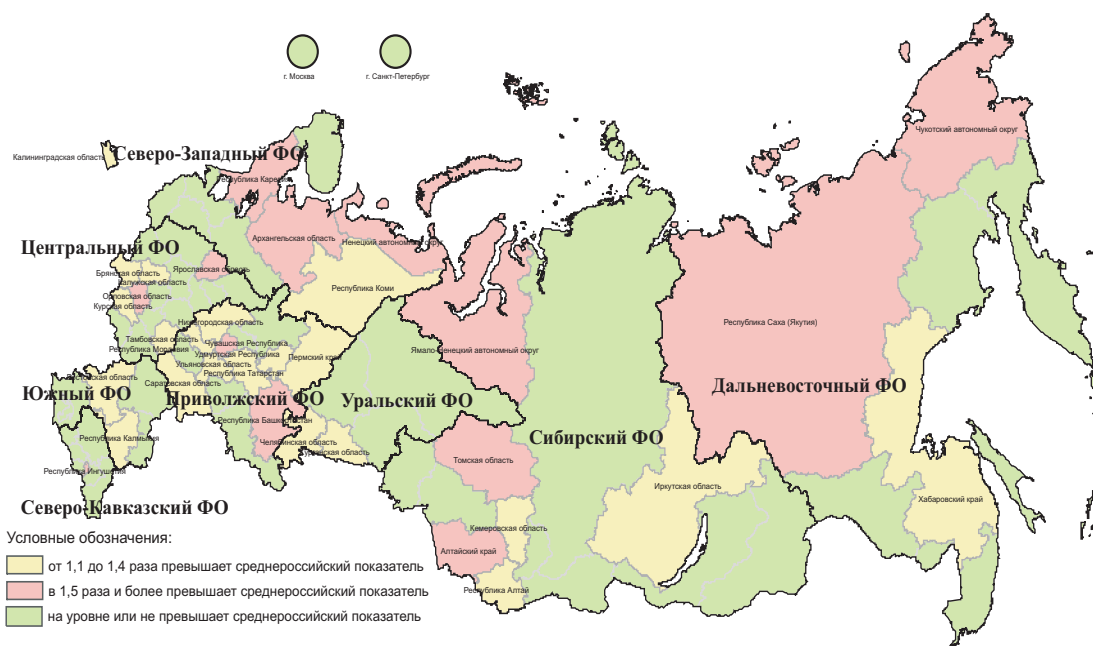 г. Москва
г. Санкт-Петербург
Чукотский автономный округ
Калининградская область
Северо-Западный ФО
Республика Карелия
Архангельская область
Ненецкий автономный округ
Центральный ФО
Брянская область
Ярославская область
Калужская область
Республика Коми
Орловская область
Курская область
Нижегородская область
Республика Саха (Якутия)
Тамбовская область
Чувашская Республика
Республика Мордовия
Удмуртская Республика
Пермский край
Ямало-Ненецкий автономный округ
Ульяновская область
Республика Татарстан
область
Саратовская область
Дальневосточный ФО
Южный ФО
Приволжский ФО
Уральский ФО
Республика Башкортостан
Сибирский ФО
Республика Калмыкия
Челябинская область
область
Томская область
Республика Ингушетия
Иркутская область
Хабаровский край
Северо-Кавказский ФО
Кемеровская область
Условные обозначения:
Алтайский край
от 1,1 до 1,4 раза превышает среднероссийский показатель
в 1,5 раза и более превышает среднероссийский показатель
Республика Алтай
на уровне или не превышает среднероссийский показатель